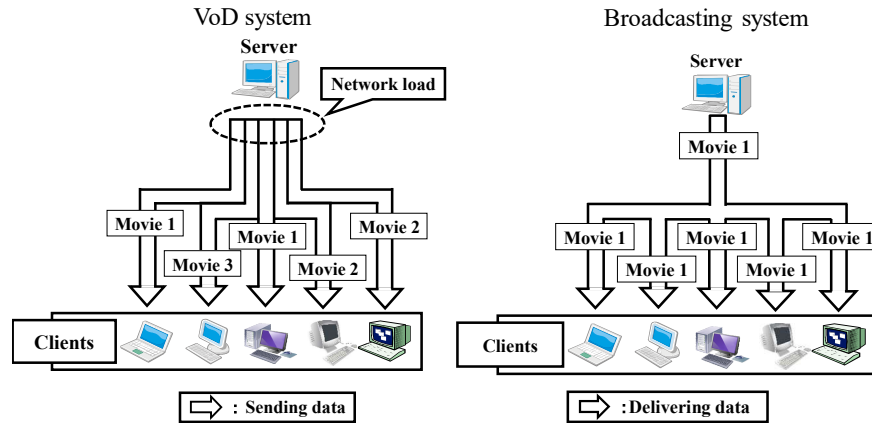 VoD system
Server
Network load
Movie 1
Movie 3
Movie 1
Movie 2
Movie 2
Clients
: Sending data
Broadcasting system
Server
Movie 1
Movie 1
Movie 1
Movie 1
Movie 1
Movie 1
Clients
:Delivering data